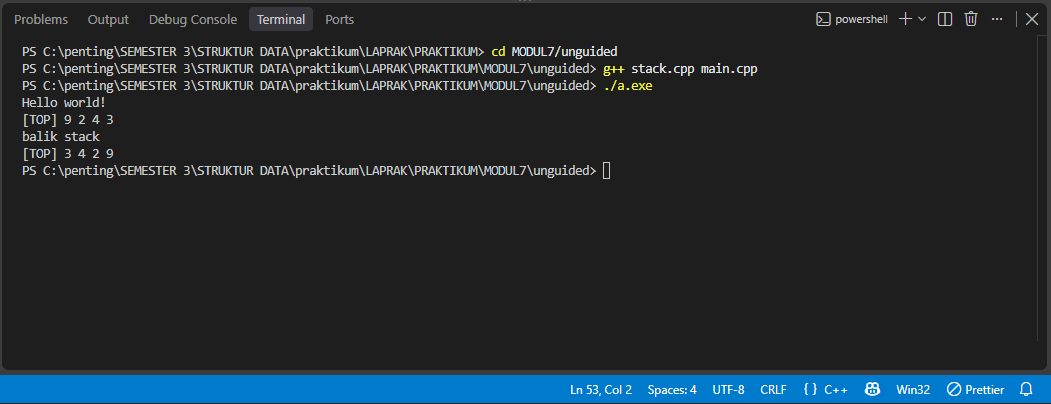 Problems Output Debug Console Terminal Ports powershell
PS C:\penting\SEMESTER 3\STRUKTUR DATA\praktikum\LAPRAK\PRAKTIKUM> cd MODUL7/unguided
PS C:\penting\SEMESTER 3\STRUKTUR DATA\praktikum\LAPRAK\PRAKTIKUM\MODUL7\unguided> g++ stack.cpp main.cpp
PS C:\penting\SEMESTER 3\STRUKTUR DATA\praktikum\LAPRAK\PRAKTIKUM\MODUL7\unguided> ./a.exe
Hello world!
[TOP] 9 2 4 3
balik stack
[TOP] 3 4 2 9
PS C:\penting\SEMESTER 3\STRUKTUR DATA\praktikum\LAPRAK\PRAKTIKUM\MODUL7\unguided>
Ln 53, Col 2 Spaces: 4 UTF-8 CRLF {} C++ Win32 Prettier